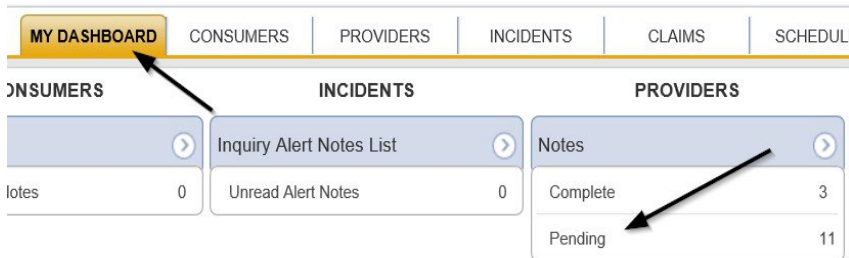 MY DASHBOARD CONSUMERS PROVIDERS INCIDENTS CLAIMS SCHEDUL
ONSUMERS INCIDENTS PROVIDERS
Inquiry Alert Notes List Notes
lotes 0 Unread Alert Notes 0 Complete 3
Pending 11